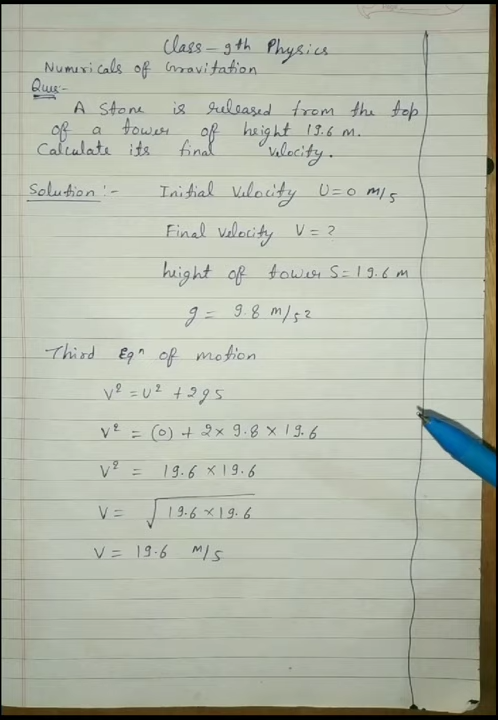 Class - 9th Physics
Numericals of Gravitation
Ques:-
A Stone is released from the top
of a tower of height 19.6 m.
Calculate its final velocity.
Solution:- Initial Velocity U=0 m/s
Final velocity V = ?
height of tower S=19.6 m
g = 9.8 m/s2
Third Eqⁿ of motion
V² = U² + 2gs
V² = (0) + 2 × 9.8 × 19.6
V² = 19.6 × 19.6
V = √19.6 × 19.6
V = 19.6 m/s